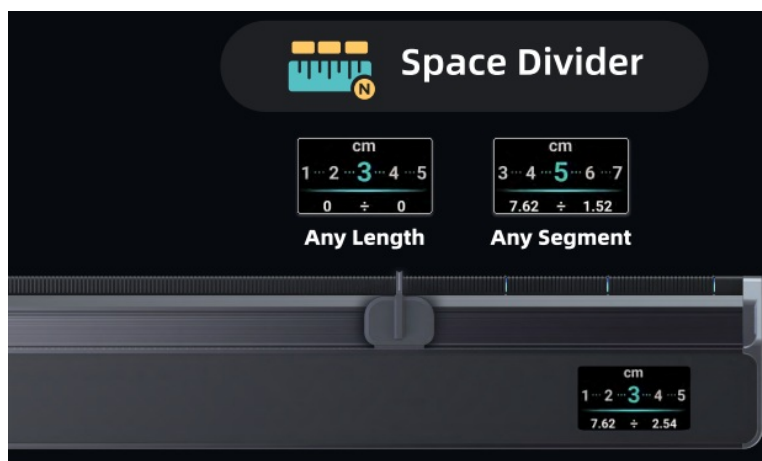 N
Space Divider
cm
1 ··· 2 ··· 3 ··· 4 ··· 5
0 ÷ 0
cm
3 ··· 4 ··· 5 ··· 6 ··· 7
7.62 ÷ 1.52
Any Length
Any Segment
cm
1 ··· 2 ··· 3 ··· 4 ··· 5
7.62 ÷ 2.54